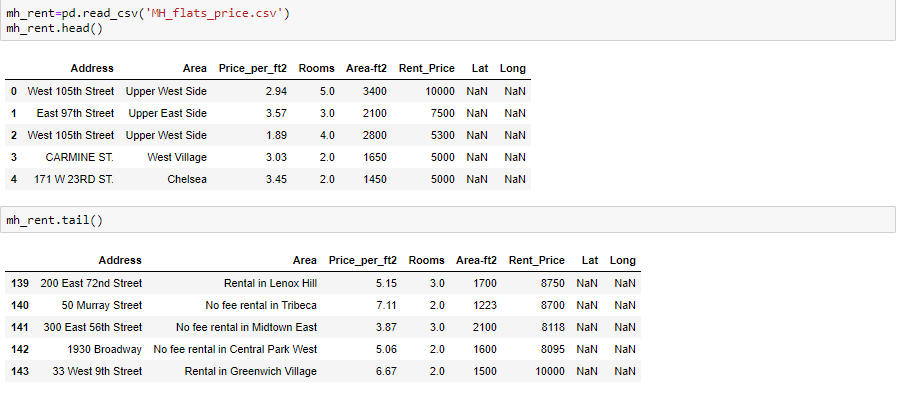 mh_rent=pd.read_csv('MH_flats_price.csv')
mh_rent.head()
Address Area Price_per_ft2 Rooms Area-ft2 Rent_Price Lat Long
0 West 105th Street Upper West Side 2.94 5.0 3400 10000 NaN NaN
1 East 97th Street Upper East Side 3.57 3.0 2100 7500 NaN NaN
2 West 105th Street Upper West Side 1.89 4.0 2800 5300 NaN NaN
3 CARMINE ST. West Village 3.03 2.0 1650 5000 NaN NaN
4 171 W 23RD ST. Chelsea 3.45 2.0 1450 5000 NaN NaN
mh_rent.tail()
Address Area Price_per_ft2 Rooms Area-ft2 Rent_Price Lat Long
139 200 East 72nd Street Rental in Lenox Hill 5.15 3.0 1700 8750 NaN NaN
140 50 Murray Street No fee rental in Tribeca 7.11 2.0 1223 8700 NaN NaN
141 300 East 56th Street No fee rental in Midtown East 3.87 3.0 2100 8118 NaN NaN
142 1930 Broadway No fee rental in Central Park West 5.06 2.0 1600 8095 NaN NaN
143 33 West 9th Street Rental in Greenwich Village 6.67 2.0 1500 10000 NaN NaN